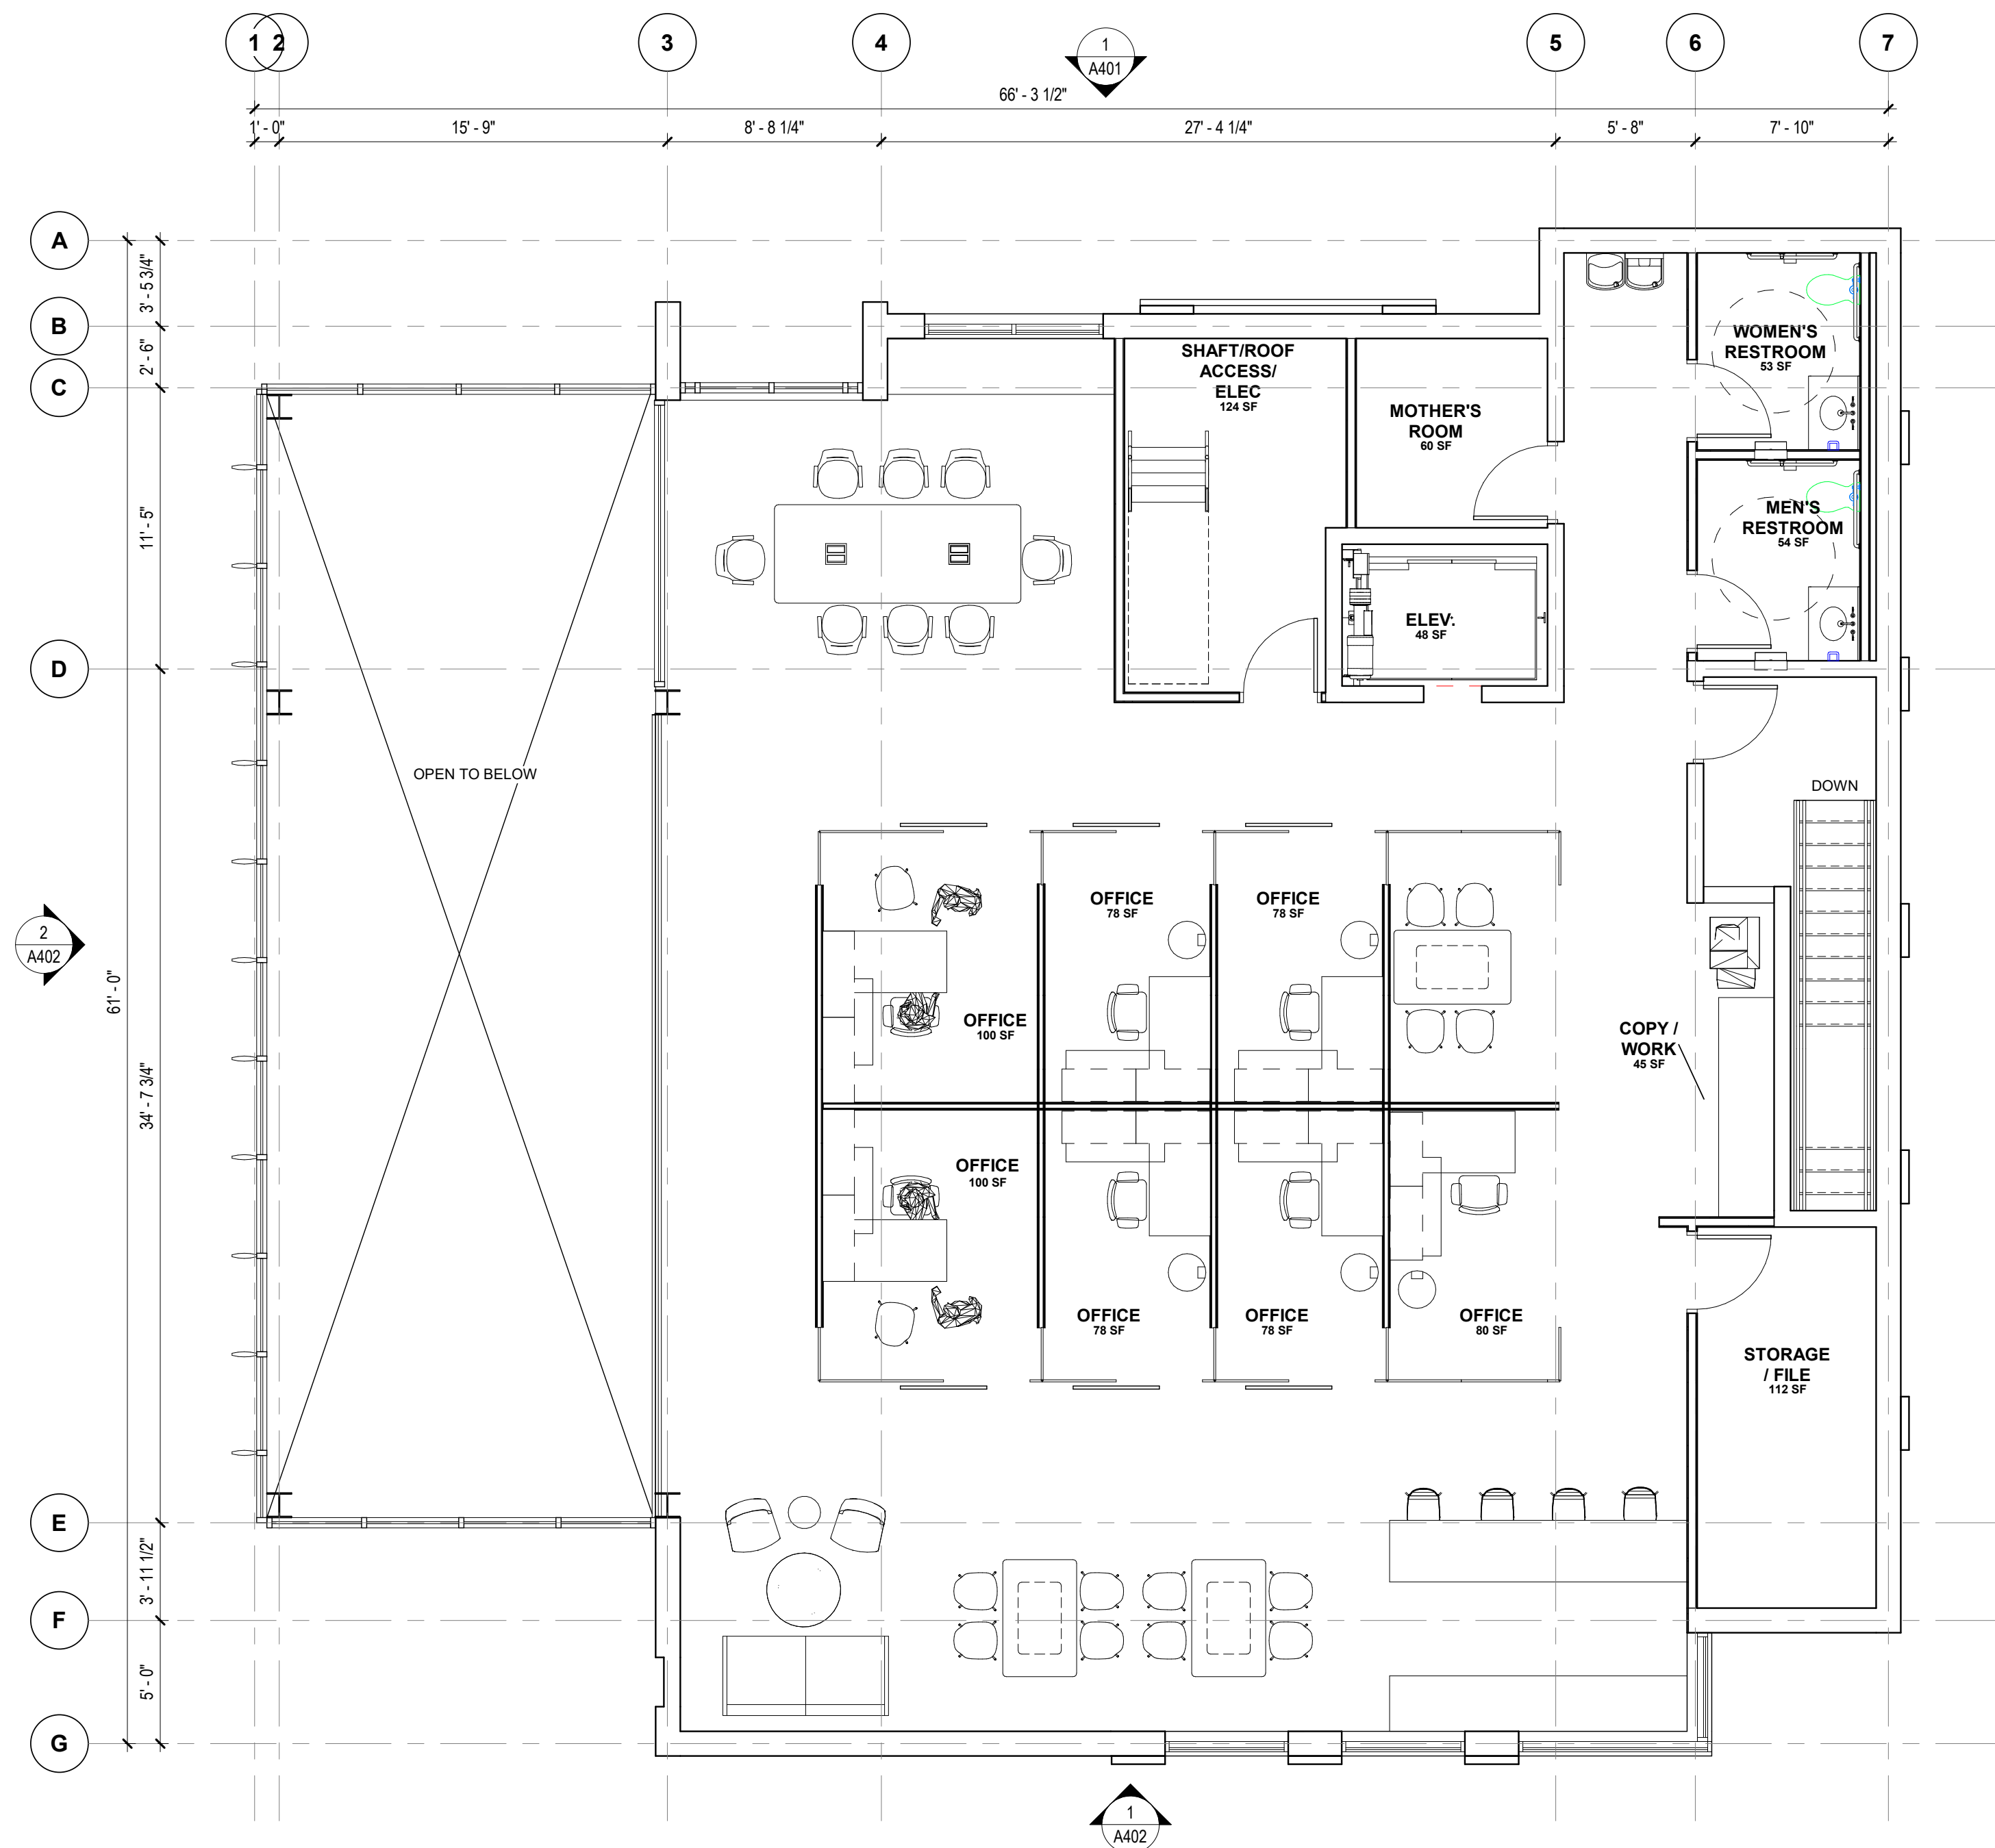 1 2 3 4 5 6 7
1
A401
66' - 3 1/2"
1' - 0" 15' - 9" 8' - 8 1/4" 27' - 4 1/4" 5' - 8" 7' - 10"
A
3' - 5 3/4"
B
2' - 6"
C
11' - 5"
D
61' - 0"
34' - 7 3/4"
E
3' - 11 1/2"
F
5' - 0"
G
2
A402
SHAFT/ROOF
ACCESS/
ELEC
124 SF
MOTHER'S
ROOM
60 SF
WOMEN'S
RESTROOM
53 SF
MEN'S
RESTROOM
54 SF
ELEV.
48 SF
OPEN TO BELOW
DOWN
OFFICE
78 SF
OFFICE
78 SF
OFFICE
100 SF
COPY /
WORK
45 SF
OFFICE
100 SF
OFFICE
78 SF
OFFICE
78 SF
OFFICE
80 SF
STORAGE
/ FILE
112 SF
1
A402